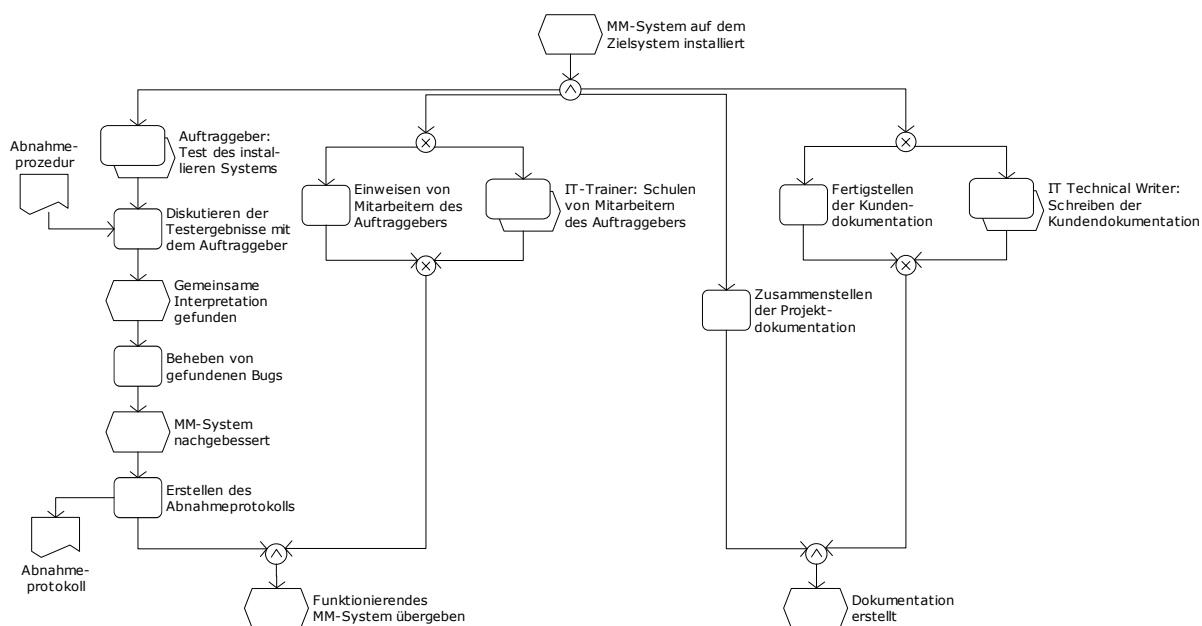 MM-System auf dem
Zielsystem installiert
Abnahme-
prozedur
Auftraggeber:
Test des instal-
lieren Systems
Diskutieren der
Testergebnisse mit
dem Auftraggeber
Gemeinsame
Interpretation
gefunden
Beheben von
gefundenen Bugs
MM-System
nachgebessert
Erstellen des
Abnahmeprotokolls
Abnahme-
protokoll
Einweisen von
Mitarbeitern des
Auftraggebers
IT-Trainer: Schulen
von Mitarbeitern
des Auftraggebers
Funktionierendes
MM-System übergeben
Zusammenstellen
der Projekt-
dokumentation
Fertigstellen
der Kunden-
dokumentation
IT Technical Writer:
Schreiben der
Kundendokumentation
Dokumentation
erstellt